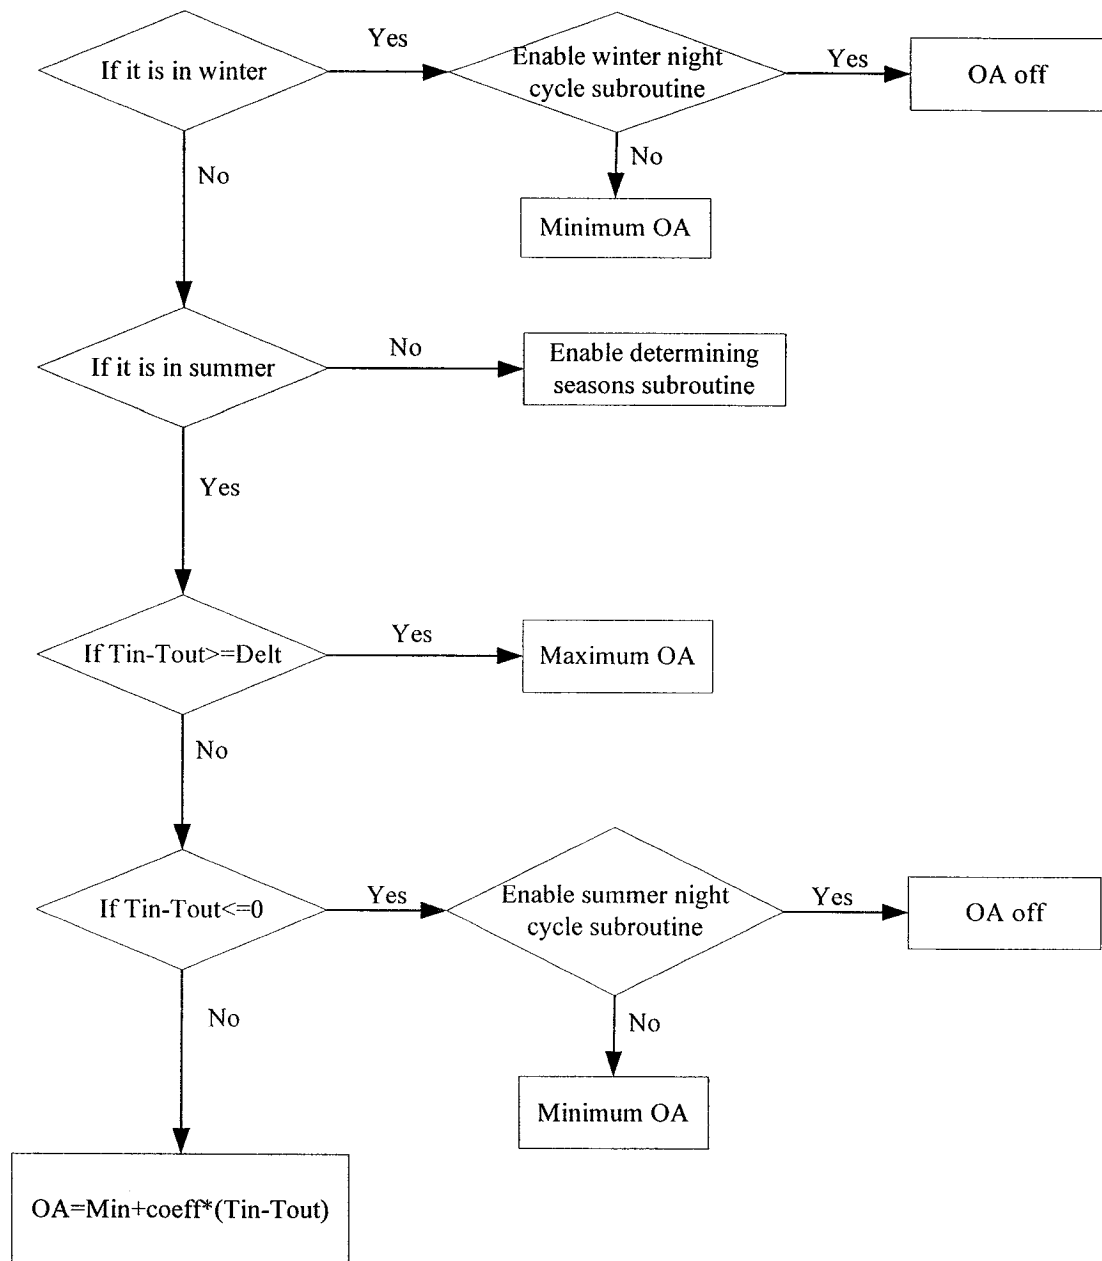 If it is in winter
Yes
Enable winter night
cycle subroutine
Yes
OA off
No
No
Minimum OA
If it is in summer
No
Enable determining
seasons subroutine
Yes
If Tin-Tout>=Delt
Yes
Maximum OA
No
If Tin-Tout<=0
Yes
Enable summer night
cycle subroutine
Yes
OA off
No
No
Minimum OA
OA=Min+coeff*(Tin-Tout)